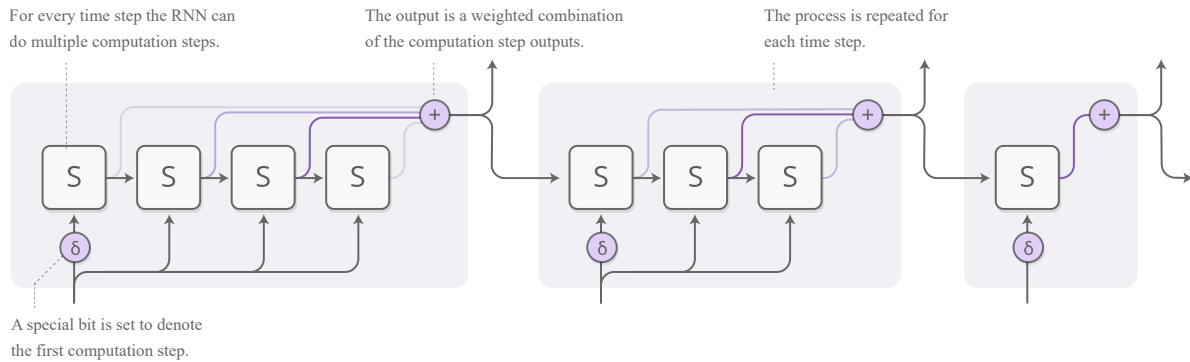 For every time step the RNN can
do multiple computation steps.
The output is a weighted combination
of the computation step outputs.
The process is repeated for
each time step.
+
+
+
S
S
S
S
S
S
S
S
δ
δ
δ
A special bit is set to denote
the first computation step.